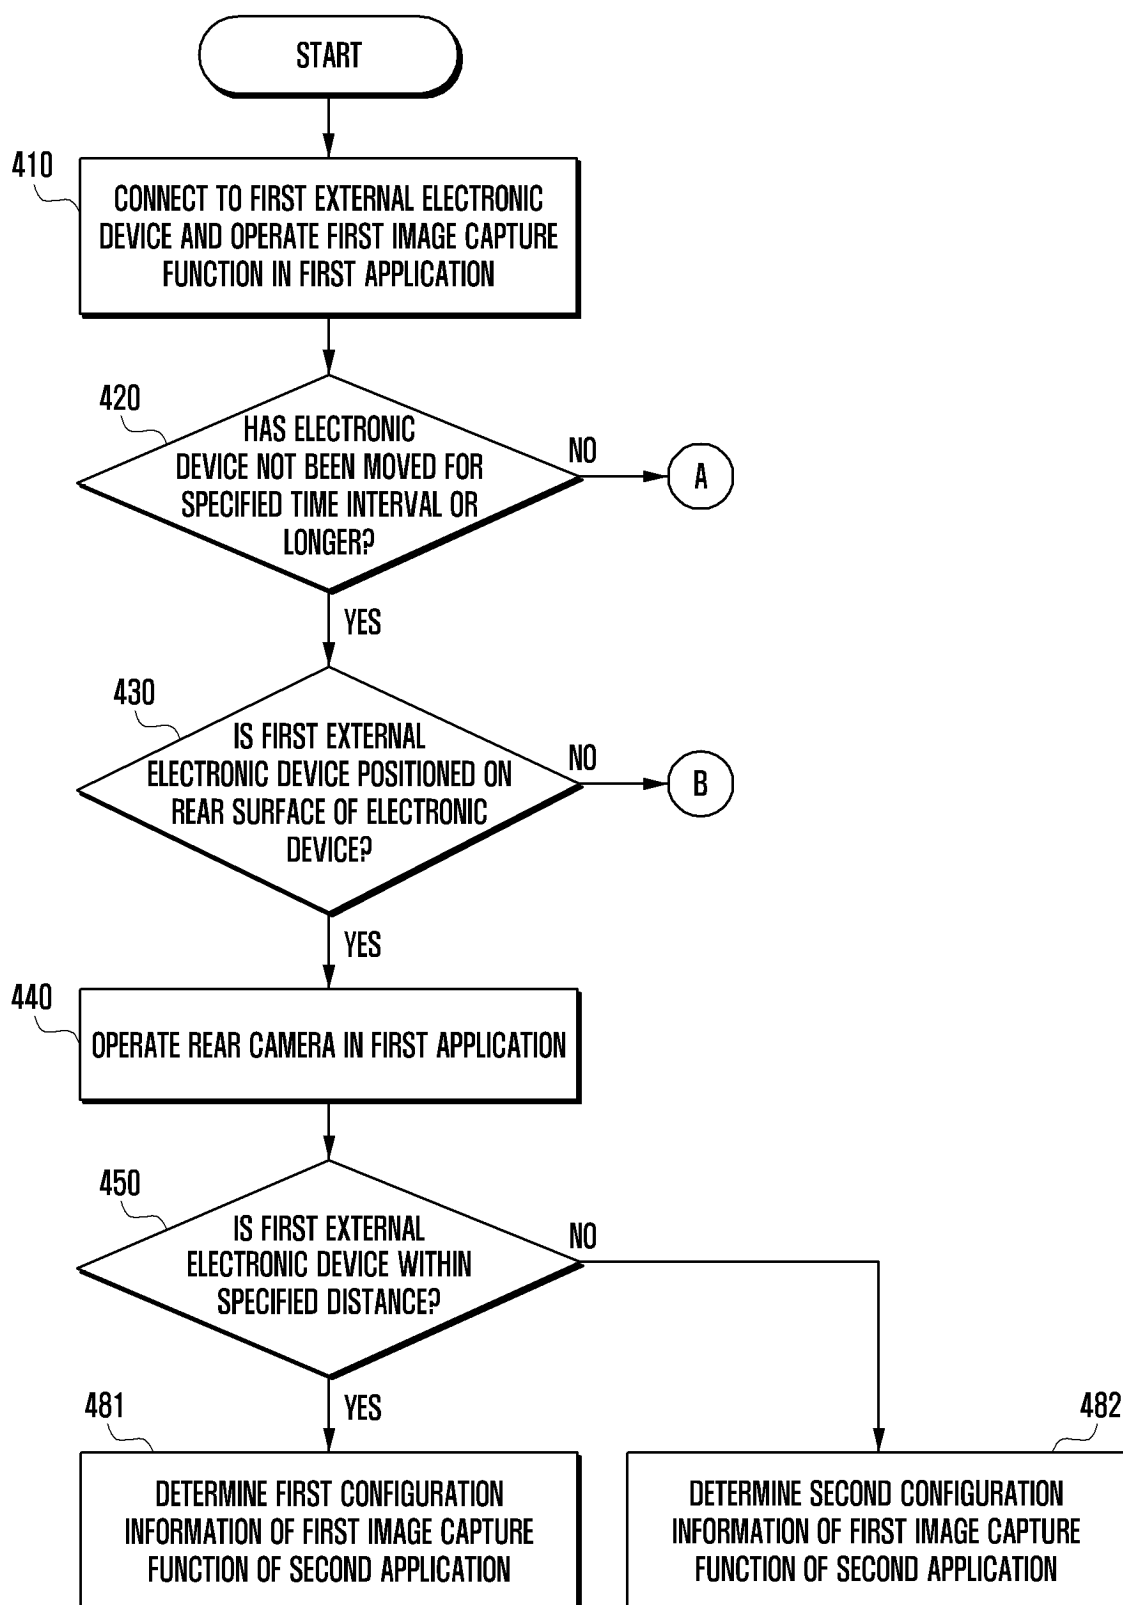 START
410
CONNECT TO FIRST EXTERNAL ELECTRONIC
DEVICE AND OPERATE FIRST IMAGE CAPTURE
FUNCTION IN FIRST APPLICATION
420
HAS ELECTRONIC
DEVICE NOT BEEN MOVED FOR
SPECIFIED TIME INTERVAL OR
LONGER?
NO
A
YES
430
IS FIRST EXTERNAL
ELECTRONIC DEVICE POSITIONED ON
REAR SURFACE OF ELECTRONIC
DEVICE?
NO
B
YES
440
OPERATE REAR CAMERA IN FIRST APPLICATION
450
IS FIRST EXTERNAL
ELECTRONIC DEVICE WITHIN
SPECIFIED DISTANCE?
NO
YES
481
DETERMINE FIRST CONFIGURATION
INFORMATION OF FIRST IMAGE CAPTURE
FUNCTION OF SECOND APPLICATION
482
DETERMINE SECOND CONFIGURATION
INFORMATION OF FIRST IMAGE CAPTURE
FUNCTION OF SECOND APPLICATION